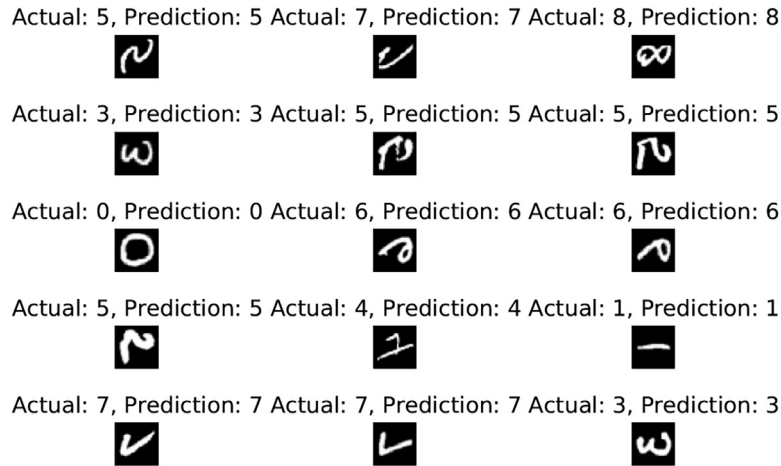 Actual: 5, Prediction: 5 Actual: 7, Prediction: 7 Actual: 8, Prediction: 8
Actual: 3, Prediction: 3 Actual: 5, Prediction: 5 Actual: 5, Prediction: 5
Actual: 0, Prediction: 0 Actual: 6, Prediction: 6 Actual: 6, Prediction: 6
Actual: 5, Prediction: 5 Actual: 4, Prediction: 4 Actual: 1, Prediction: 1
Actual: 7, Prediction: 7 Actual: 7, Prediction: 7 Actual: 3, Prediction: 3